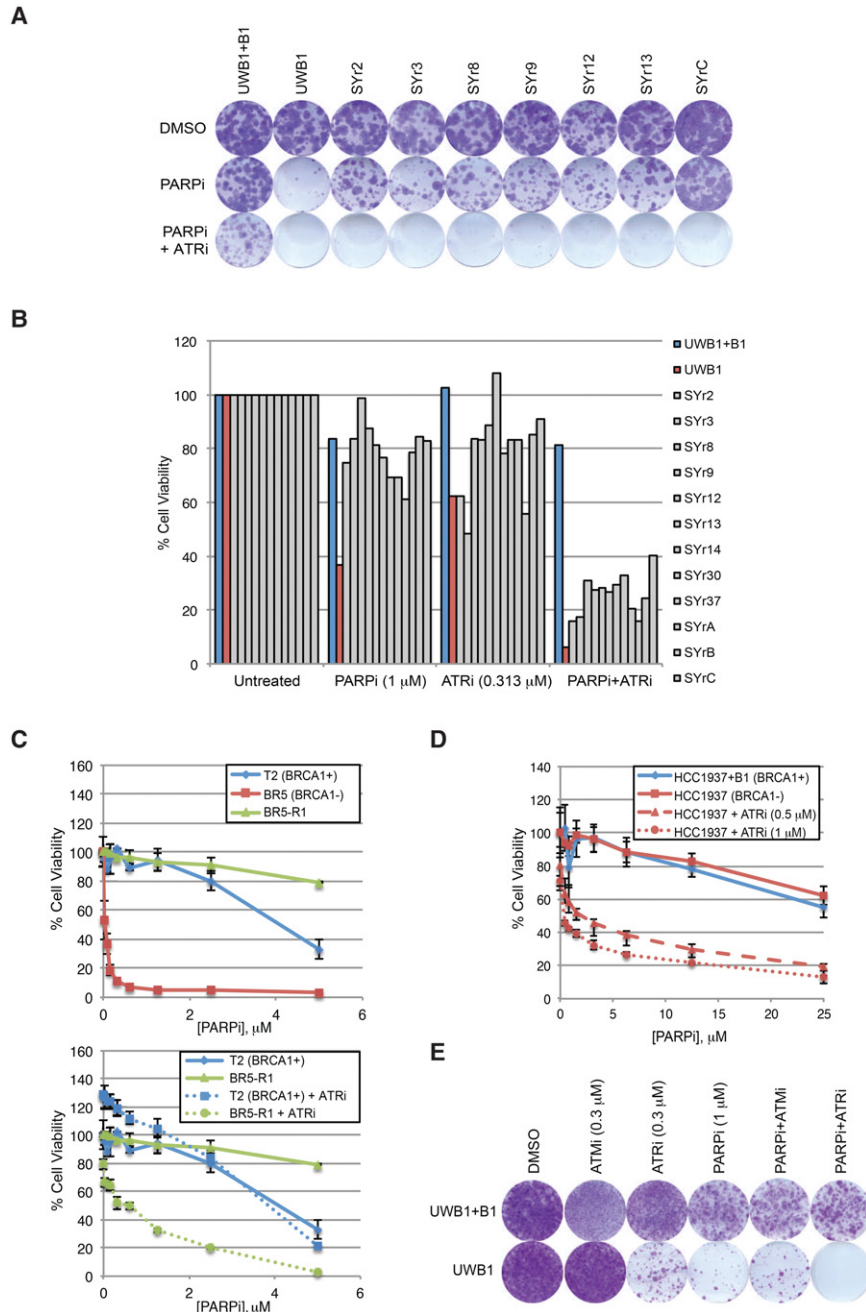 A
UWB1+B1
UWB1
SYr2
SYr3
SYr8
SYr9
SYr12
SYr13
SYrC
DMSO
PARPi
PARPi
+ ATRi
B
120
100
80
60
40
20
0
% Cell Viability
Untreated
PARPi (1 µM)
ATRi (0.313 µM)
PARPi+ATRi
UWB1+B1
UWB1
SYr2
SYr3
SYr8
SYr9
SYr12
SYr13
SYr14
SYr30
SYr37
SYrA
SYrB
SYrC
C
160
140
120
100
80
60
40
20
0
% Cell Viability
T2 (BRCA1+)
BR5 (BRCA1-)
BR5-R1
0
2
4
6
[PARPi], µM
160
140
120
100
80
60
40
20
0
% Cell Viability
T2 (BRCA1+)
BR5-R1
T2 (BRCA1+) + ATRi
BR5-R1 + ATRi
0
2
4
6
[PARPi], µM
D
140
120
100
80
60
40
20
0
% Cell Viability
HCC1937+B1 (BRCA1+)
HCC1937 (BRCA1-)
HCC1937 + ATRi (0.5 µM)
HCC1937 + ATRi (1 µM)
0
5
10
15
20
25
[PARPi], µM
E
DMSO
ATMi (0.3 µM)
ATRi (0.3 µM)
PARPi (1 µM)
PARPi+ATMi
PARPi+ATRi
UWB1+B1
UWB1